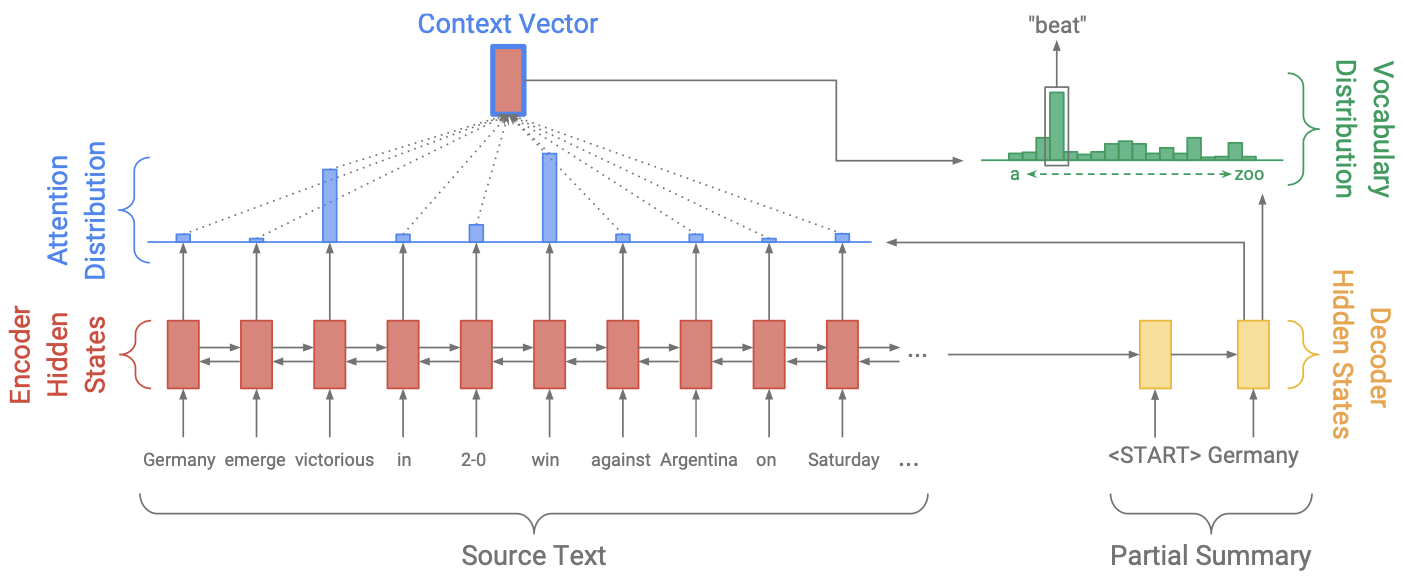 Context Vector
"beat"
Vocabulary
Distribution
a
zoo
Attention
Distribution
Encoder
Hidden
States
...
Decoder
Hidden States
Germany emerge victorious in 2-0 win against Argentina on Saturday ...
<START> Germany
Source Text
Partial Summary